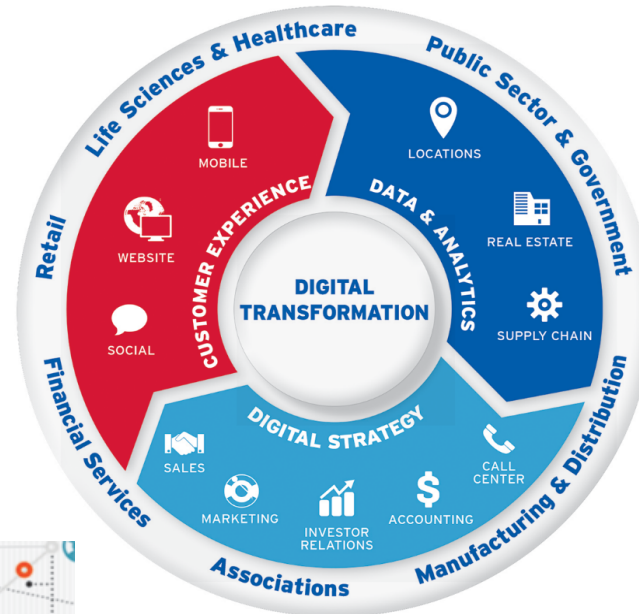 Life Sciences & Healthcare
Public Sector & Government
Manufacturing & Distribution
Associations
Financial Services
Retail
CUSTOMER EXPERIENCE
MOBILE
WEBSITE
SOCIAL
DATA & ANALYTICS
LOCATIONS
REAL ESTATE
SUPPLY CHAIN
DIGITAL
TRANSFORMATION
DIGITAL STRATEGY
SALES
MARKETING
INVESTOR
RELATIONS
$
ACCOUNTING
CALL
CENTER